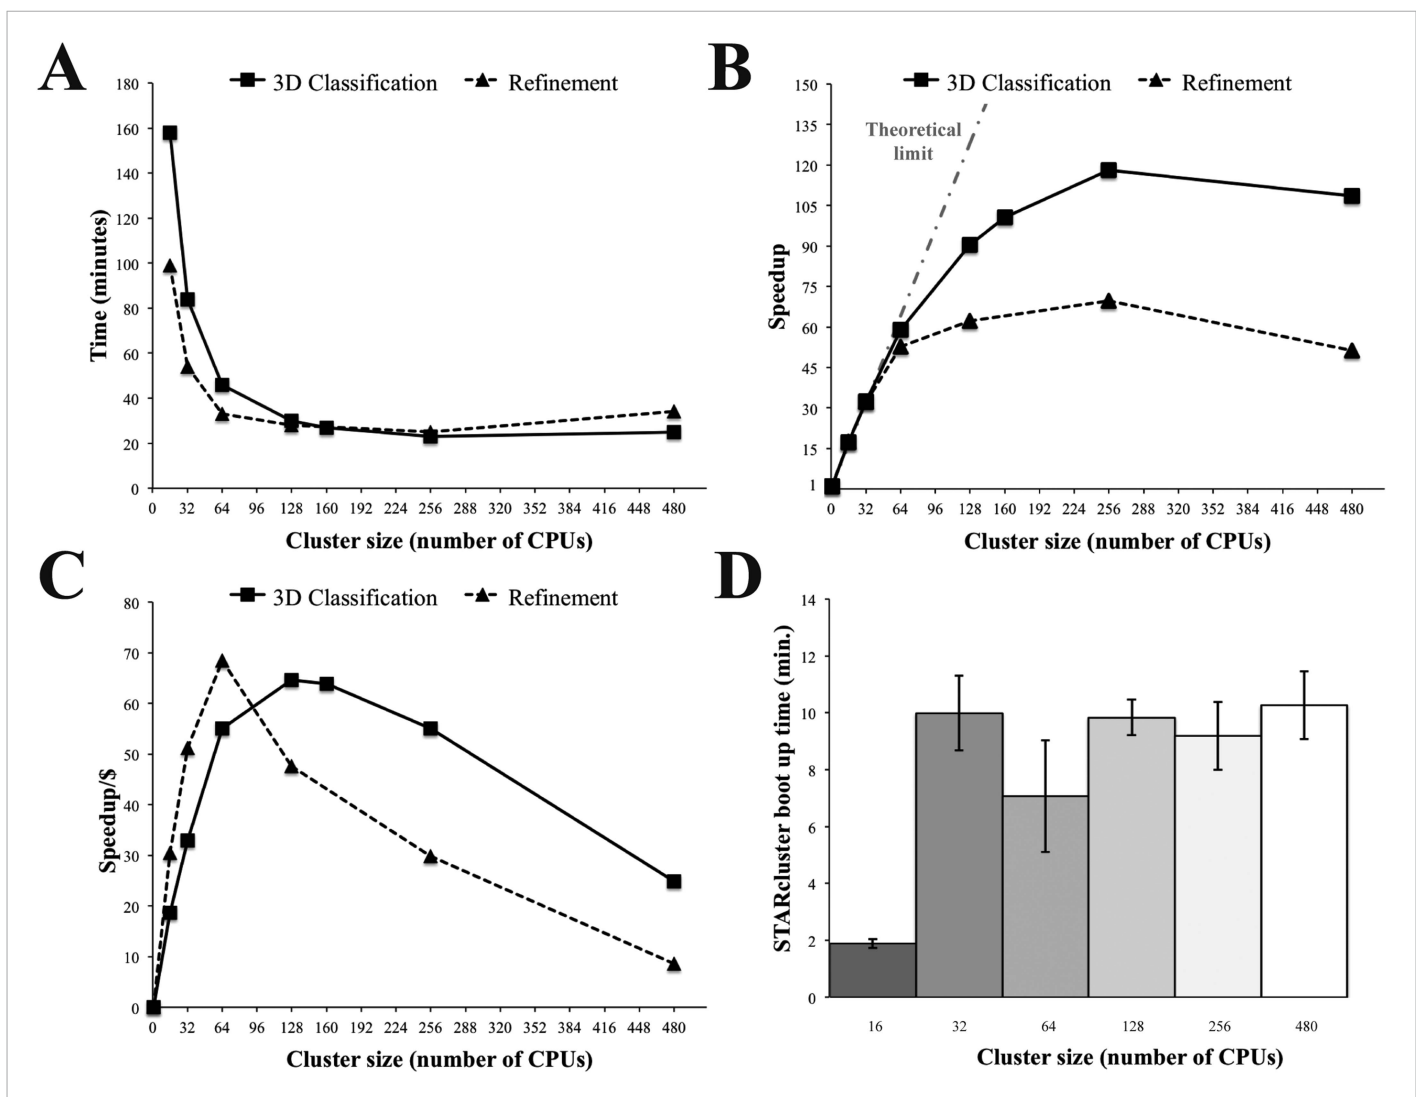 A
3D Classification
Refinement
Time (minutes)
180
160
140
120
100
80
60
40
20
0
0 32 64 96 128 160 192 224 256 288 320 352 384 416 448 480
Cluster size (number of CPUs)
B
3D Classification
Refinement
Theoretical
limit
Speedup
150
135
120
105
90
75
60
45
30
15
1
0 32 64 96 128 160 192 224 256 288 320 352 384 416 448 480
Cluster size (number of CPUs)
C
3D Classification
Refinement
Speedup/$
80
70
60
50
40
30
20
10
0
0 32 64 96 128 160 192 224 256 288 320 352 384 416 448 480
Cluster size (number of CPUs)
D
STARcluster boot up time (min.)
14
12
10
8
6
4
2
0
16 32 64 128 256 480
Cluster size (number of CPUs)